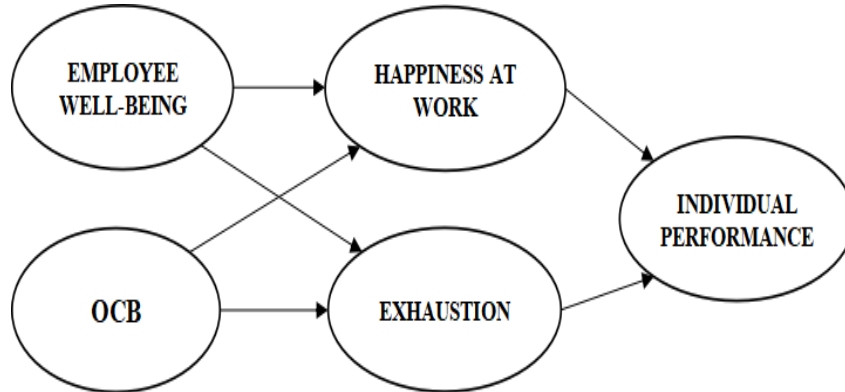 EMPLOYEE
WELL-BEING
HAPPINESS AT
WORK
INDIVIDUAL
PERFORMANCE
OCB
EXHAUSTION